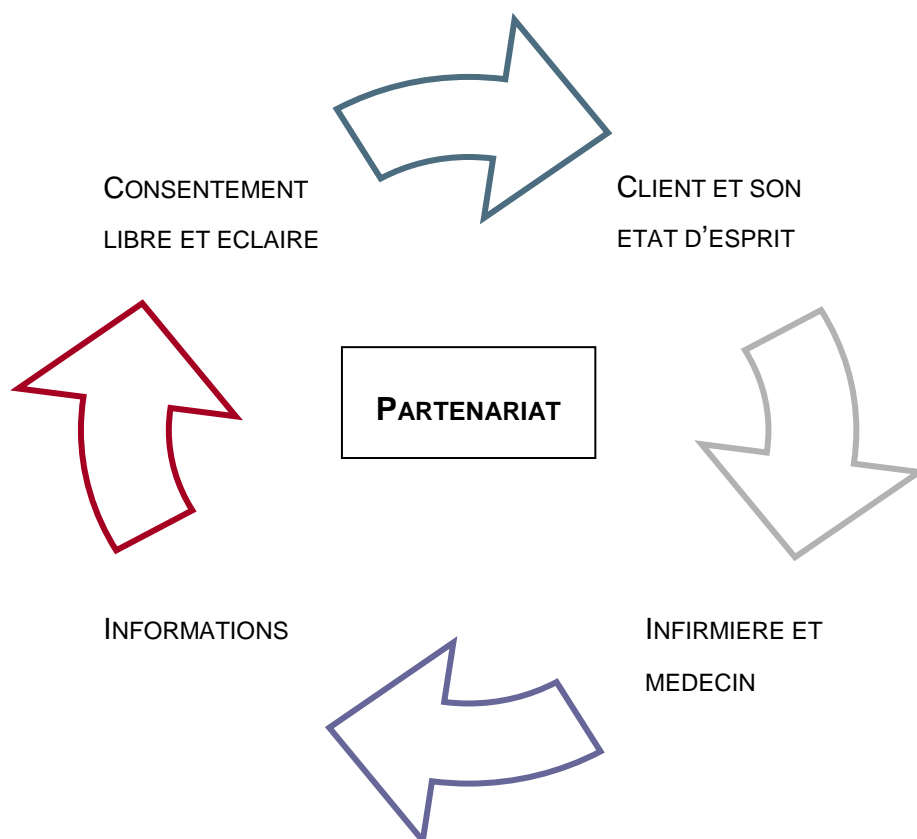 CONSENTEMENT
LIBRE ET ECLAIRE
CLIENT ET SON
ETAT D'ESPRIT
PARTENARIAT
INFORMATIONS
INFIRMIERE ET
MEDECIN